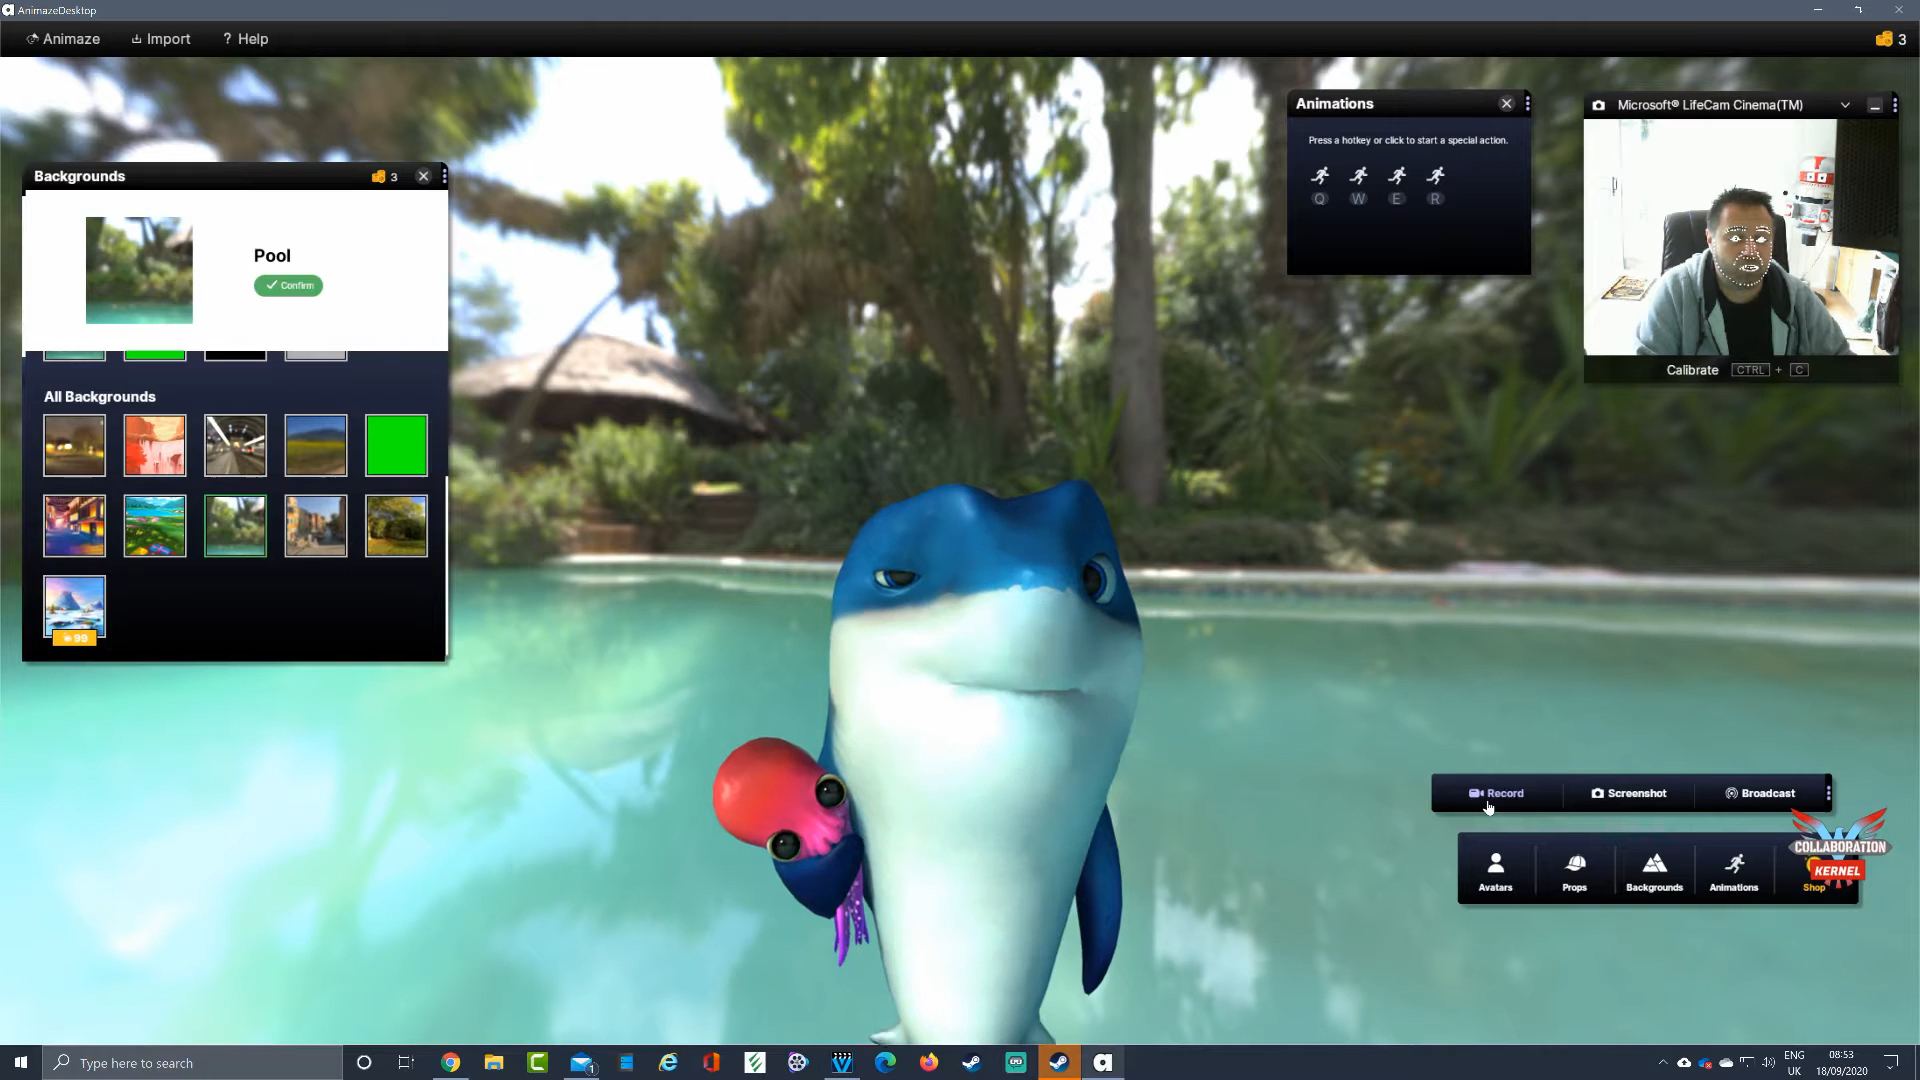 AnimazeDesktop
Animaze
Import
? Help
3
Backgrounds
3
Pool
Confirm
All Backgrounds
99
Animations
Press a hotkey or click to start a special action.
Q W E R
Microsoft® LifeCam Cinema(TM)
Calibrate CTRL + C
Record
Screenshot
Broadcast
Avatars
Props
Backgrounds
Animations
Shop
COLLABORATION
KERNEL
Type here to search
1
ENG
UK
08:53
18/09/2020